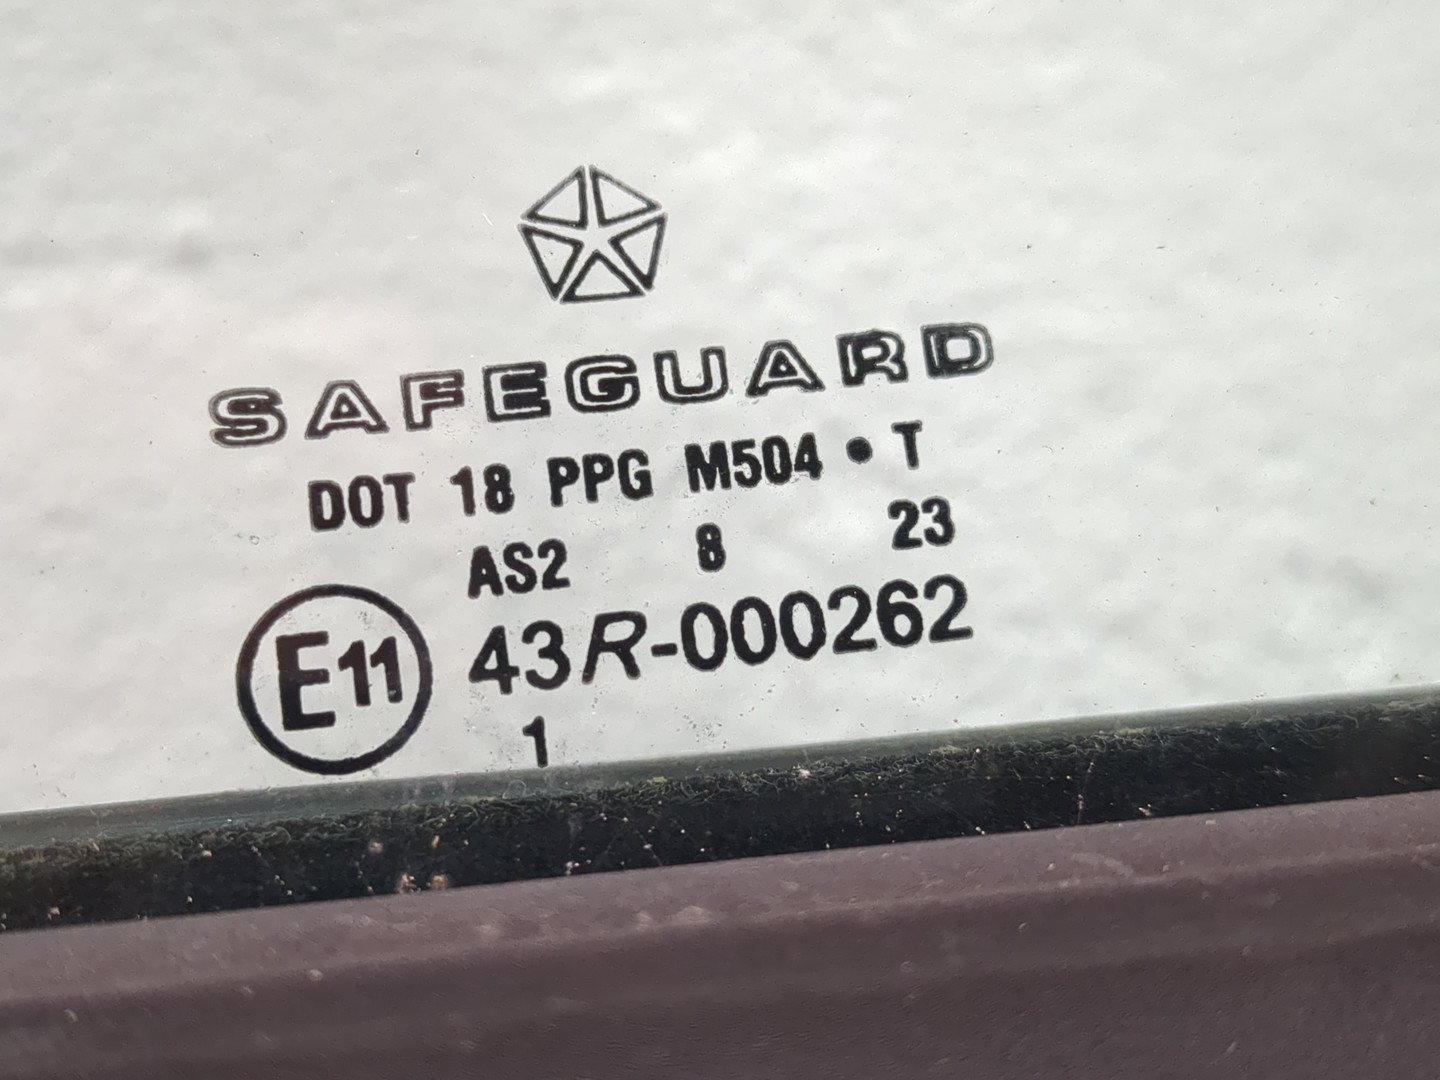 SAFEGUARD
DOT 18 PPG M504 • T
AS2 8 23
E11 43R-000262
1